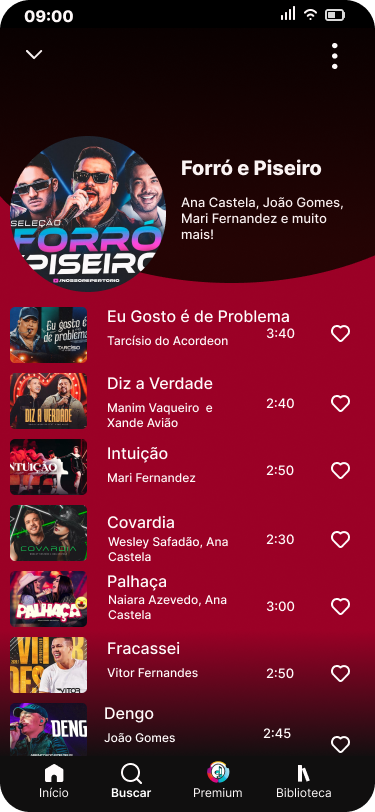 09:00
Forró e Piseiro
Ana Castela, João Gomes,
Mari Fernandez e muito
mais!
SELEÇÃO
FORRÓ
PISEIRO
@/NOSSOREPERTORIO
Eu Gosto é de Problema
3:40
Tarcísio do Acordeon
Eu gosto é
de problema
TARCISIO
Diz a Verdade
2:40
Manim Vaqueiro e
Xande Avião
DIZ A VERDADE
Intuição
2:50
Mari Fernandez
INTUIÇÃO
Covardia
2:30
Wesley Safadão, Ana
Castela
COVARDIA
Palhaça
3:00
Naiara Azevedo, Ana
Castela
PALHAÇA
Fracassei
2:50
Vitor Fernandes
VITOR
Dengo
2:45
João Gomes
DENG
Início
Buscar
Premium
Biblioteca